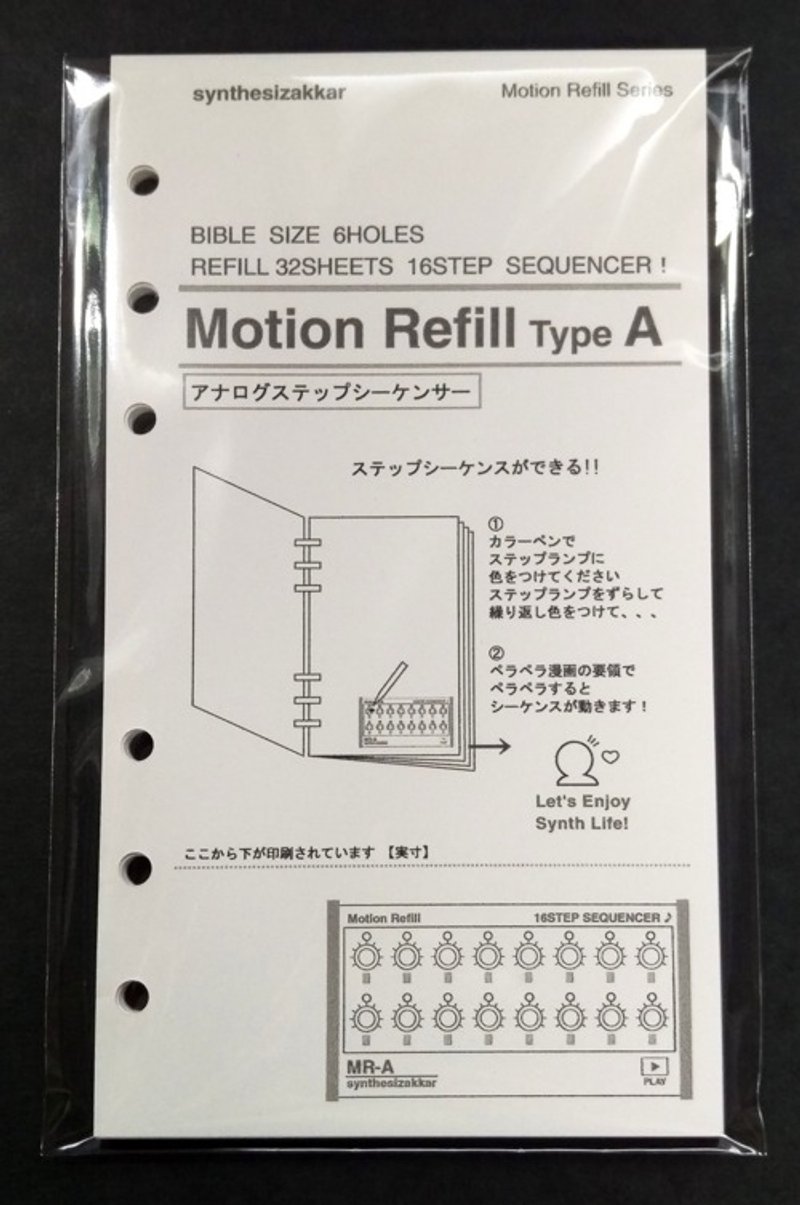 synthesizakkar
Motion Refill Series
BIBLE SIZE 6HOLES
REFILL 32SHEETS 16STEP SEQUENCER !
Motion Refill Type A
アナログステップシーケンサー
ステップシーケンスができる!!
①
カラーペンで
ステップランプに
色をつけてください
ステップランプをずらして
繰り返し色をつけて、、、
②
ペラペラ漫画の要領で
ペラペラすると
シーケンスが動きます！
Let's Enjoy
Synth Life!
ここから下が印刷されています 【実寸】
Motion Refill
16STEP SEQUENCER ♪
MR-A
synthesizakkar
PLAY